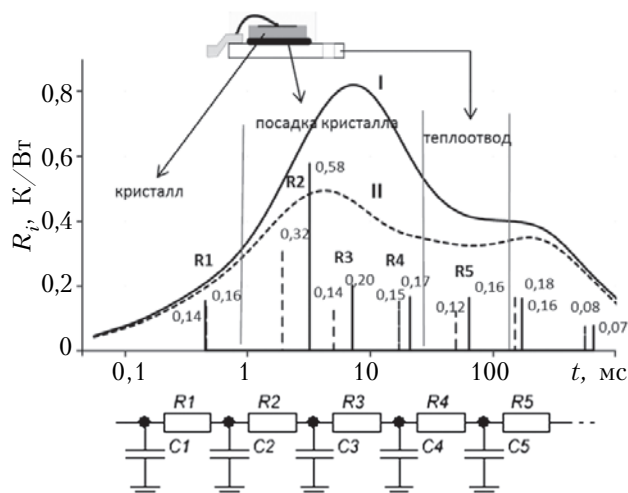 0,8
0,6
0,4
0,2
0
R_i, К/Вт
I
II
посадка кристалла
теплоотвод
кристалл
R2
0,58
0,32
R3
R4
R1
R5
0,20
0,17
0,16
0,14
0,14
0,15
0,12
0,16
0,18
0,16
0,08
0,07
0,1
1
10
100
t, мс
R1
R2
R3
R4
R5
C1
C2
C3
C4
C5